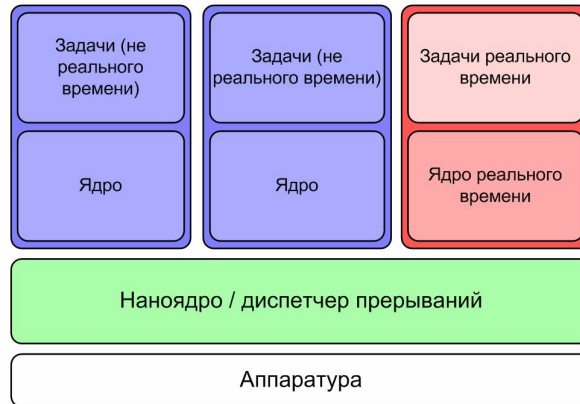 Задачи (не
реального
времени)
Задачи (не
реального времени)
Задачи реального
времени
Ядро
Ядро
Ядро реального
времени
Наноядро / диспетчер прерываний
Аппаратура